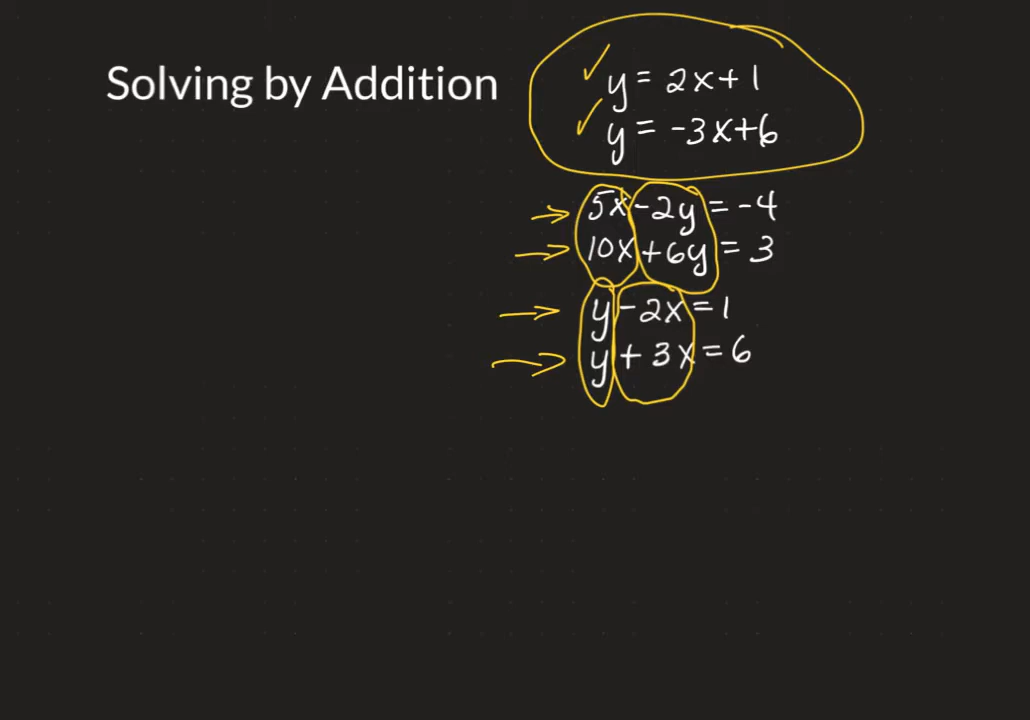 Solving by Addition
y = 2x + 1
y = -3x + 6
5x - 2y = -4
10x + 6y = 3
y - 2x = 1
y + 3x = 6